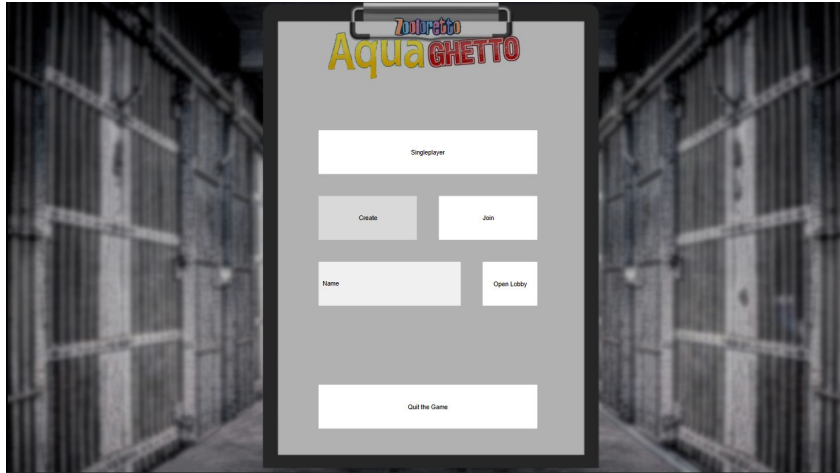 Zooloretto
Aqua GHETTO
Singleplayer
Create Join
Name Open Lobby
Quit the Game